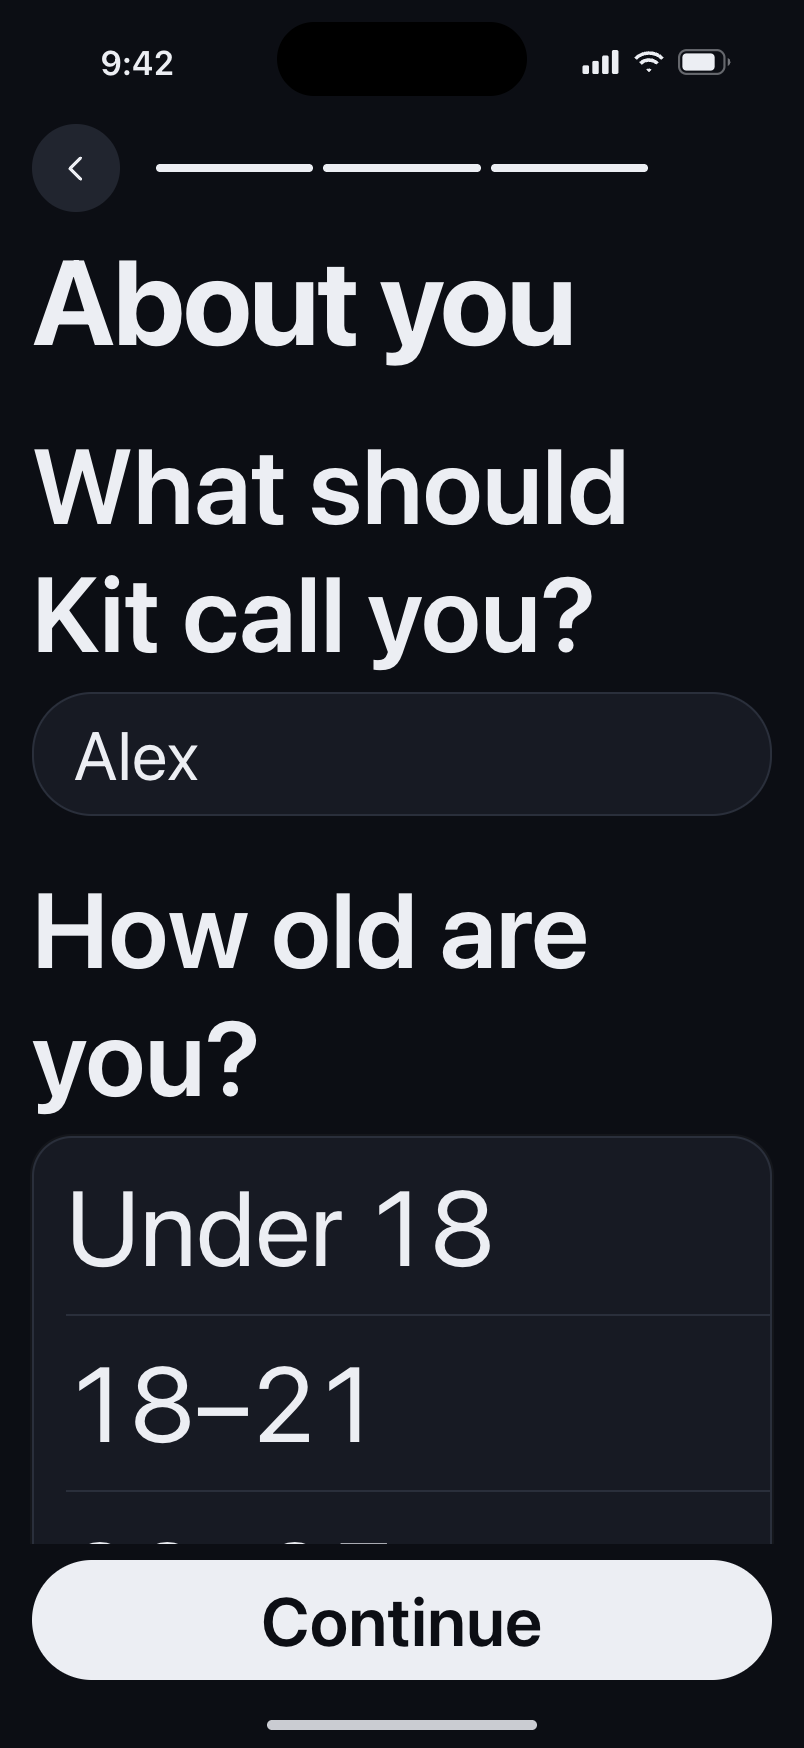 9:42
About you
What should
Kit call you?
Alex
How old are
you?
Under 18
18–21
Continue